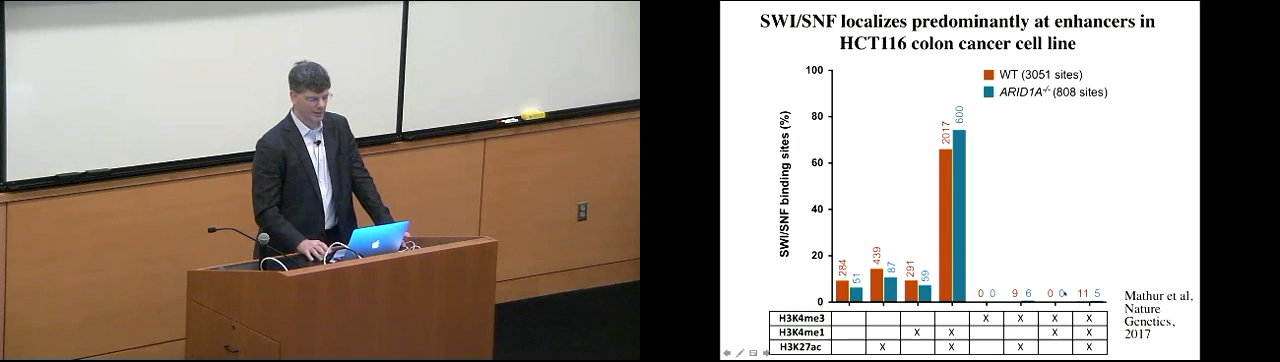 SWI/SNF localizes predominantly at enhancers in
HCT116 colon cancer cell line
WT (3051 sites)
ARID1A-/- (808 sites)
SWI/SNF binding sites (%)
100
80
60
40
20
0
284 51 439 87 291 59 2017 600 0 0 9 6 0 0 11 5
H3K4me3 X X X X
H3K4me1 X X X X
H3K27ac X X X X
Mathur et al,
Nature
Genetics,
2017